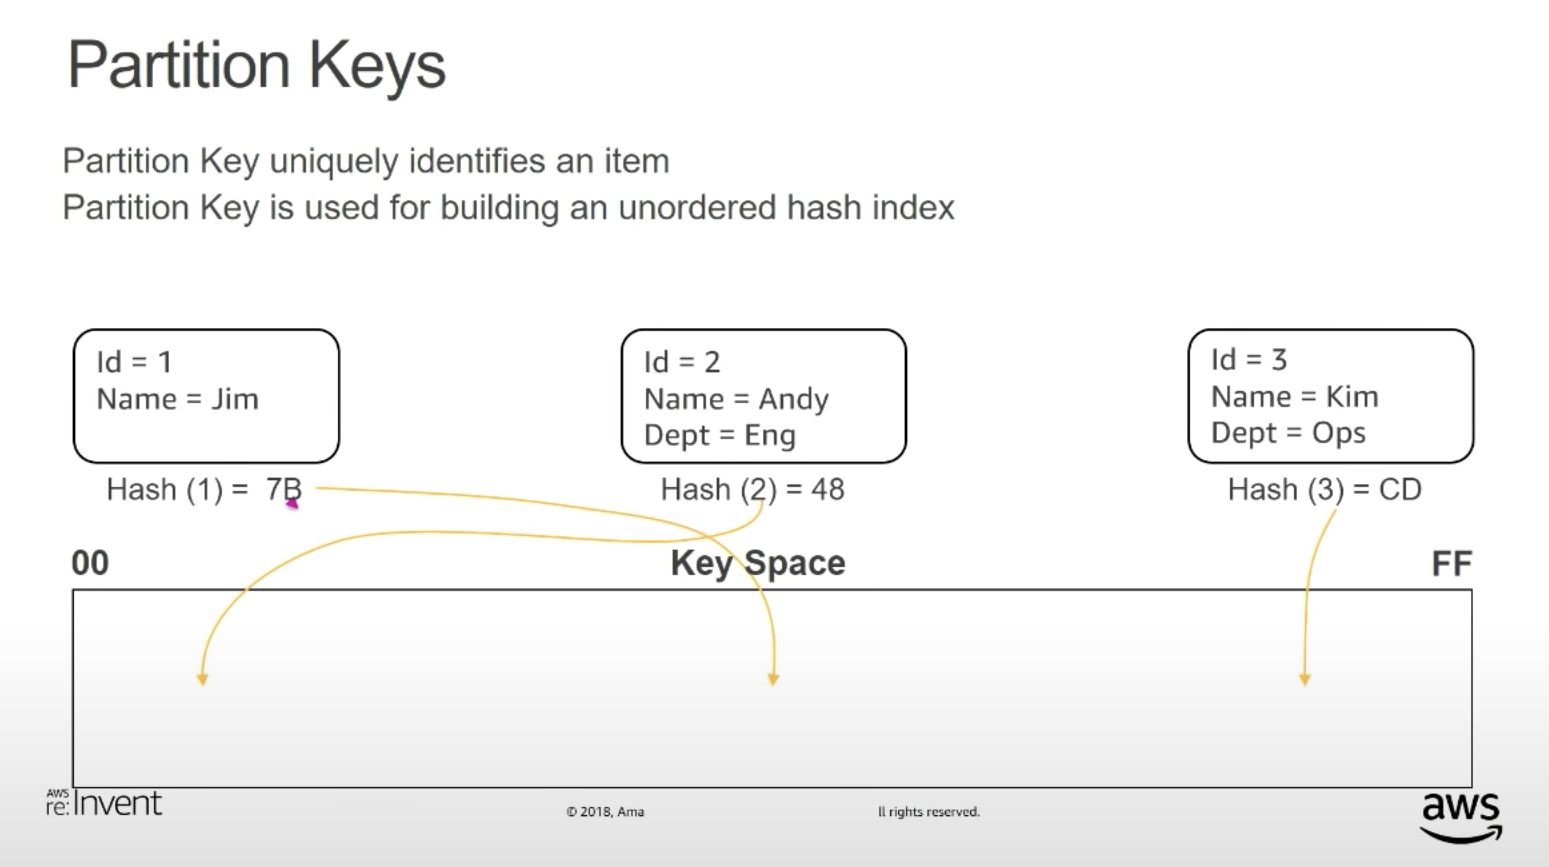 Partition Keys
Partition Key uniquely identifies an item
Partition Key is used for building an unordered hash index
Id = 1
Name = Jim
Id = 2
Name = Andy
Dept = Eng
Id = 3
Name = Kim
Dept = Ops
Hash (1) = 7B
Hash (2) = 48
Hash (3) = CD
00
Key Space
FF
AWS
re:Invent
© 2018, Ama
ll rights reserved.
aws